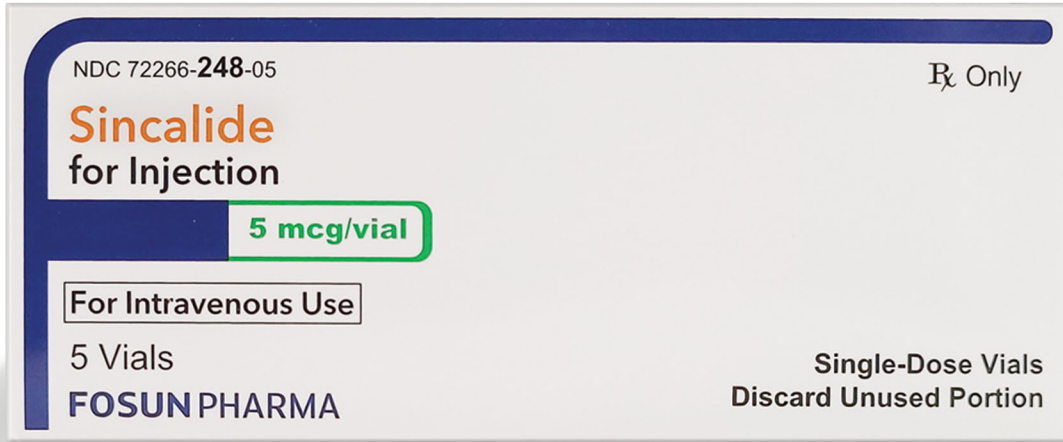 NDC 72266-248-05
Rx Only
Sincalide
for Injection
5 mcg/vial
For Intravenous Use
5 Vials
FOSUN PHARMA
Single-Dose Vials
Discard Unused Portion